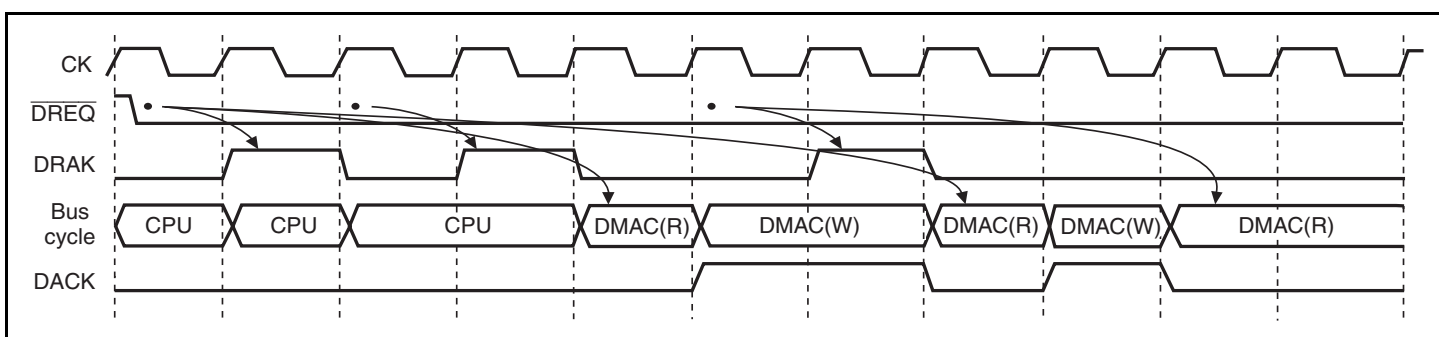 CK
DREQ
DRAK
Bus cycle CPU CPU CPU DMAC(R) DMAC(W) DMAC(R) DMAC(W) DMAC(R)
DACK